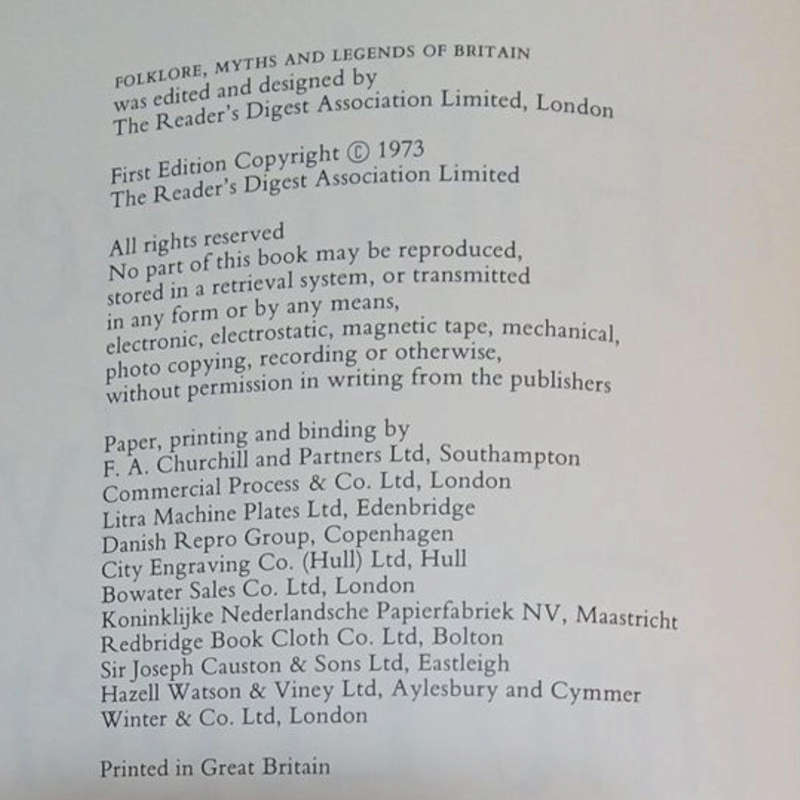 FOLKLORE, MYTHS AND LEGENDS OF BRITAIN
was edited and designed by
The Reader's Digest Association Limited, London
First Edition Copyright © 1973
The Reader's Digest Association Limited
All rights reserved
No part of this book may be reproduced,
stored in a retrieval system, or transmitted
in any form or by any means,
electronic, electrostatic, magnetic tape, mechanical,
photo copying, recording or otherwise,
without permission in writing from the publishers
Paper, printing and binding by
F. A. Churchill and Partners Ltd, Southampton
Commercial Process & Co. Ltd, London
Litra Machine Plates Ltd, Edenbridge
Danish Repro Group, Copenhagen
City Engraving Co. (Hull) Ltd, Hull
Bowater Sales Co. Ltd, London
Koninklijke Nederlandsche Papierfabriek NV, Maastricht
Redbridge Book Cloth Co. Ltd, Bolton
Sir Joseph Causton & Sons Ltd, Eastleigh
Hazell Watson & Viney Ltd, Aylesbury and Cymmer
Winter & Co. Ltd, London
Printed in Great Britain